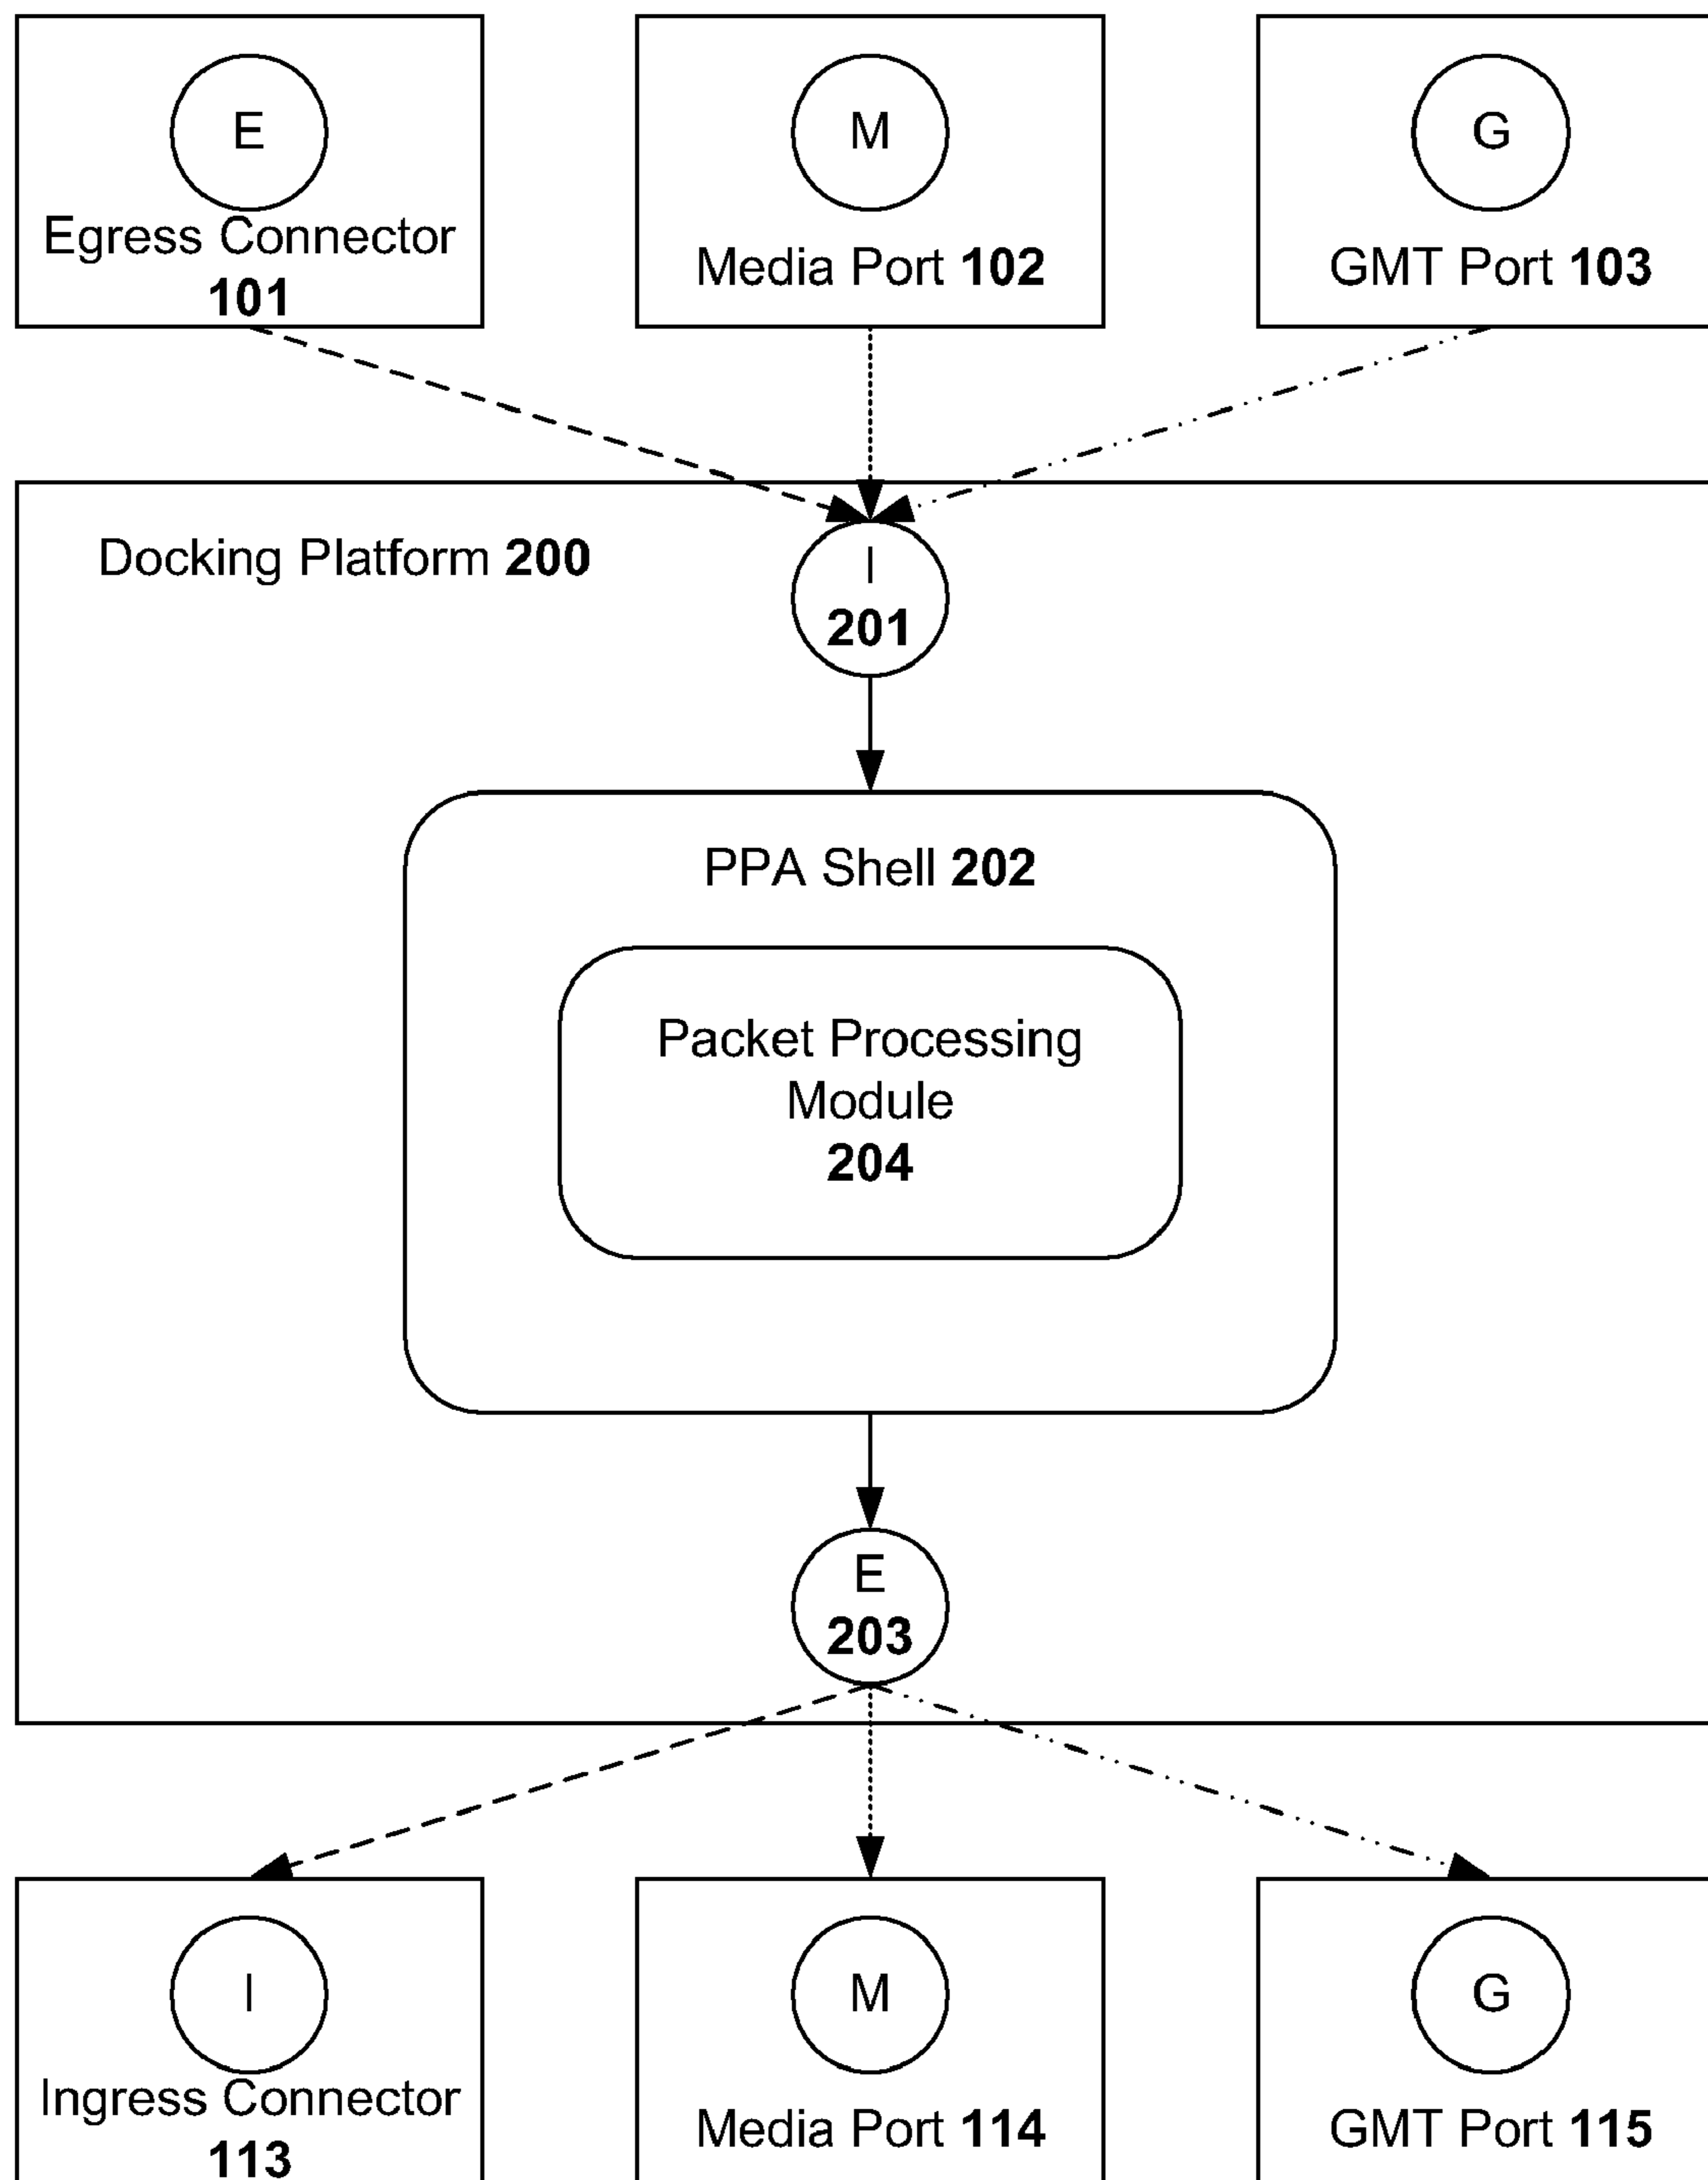 E
Egress Connector
101
M
Media Port 102
G
GMT Port 103
Docking Platform 200
I
201
PPA Shell 202
Packet Processing
Module
204
E
203
I
Ingress Connector
113
M
Media Port 114
G
GMT Port 115